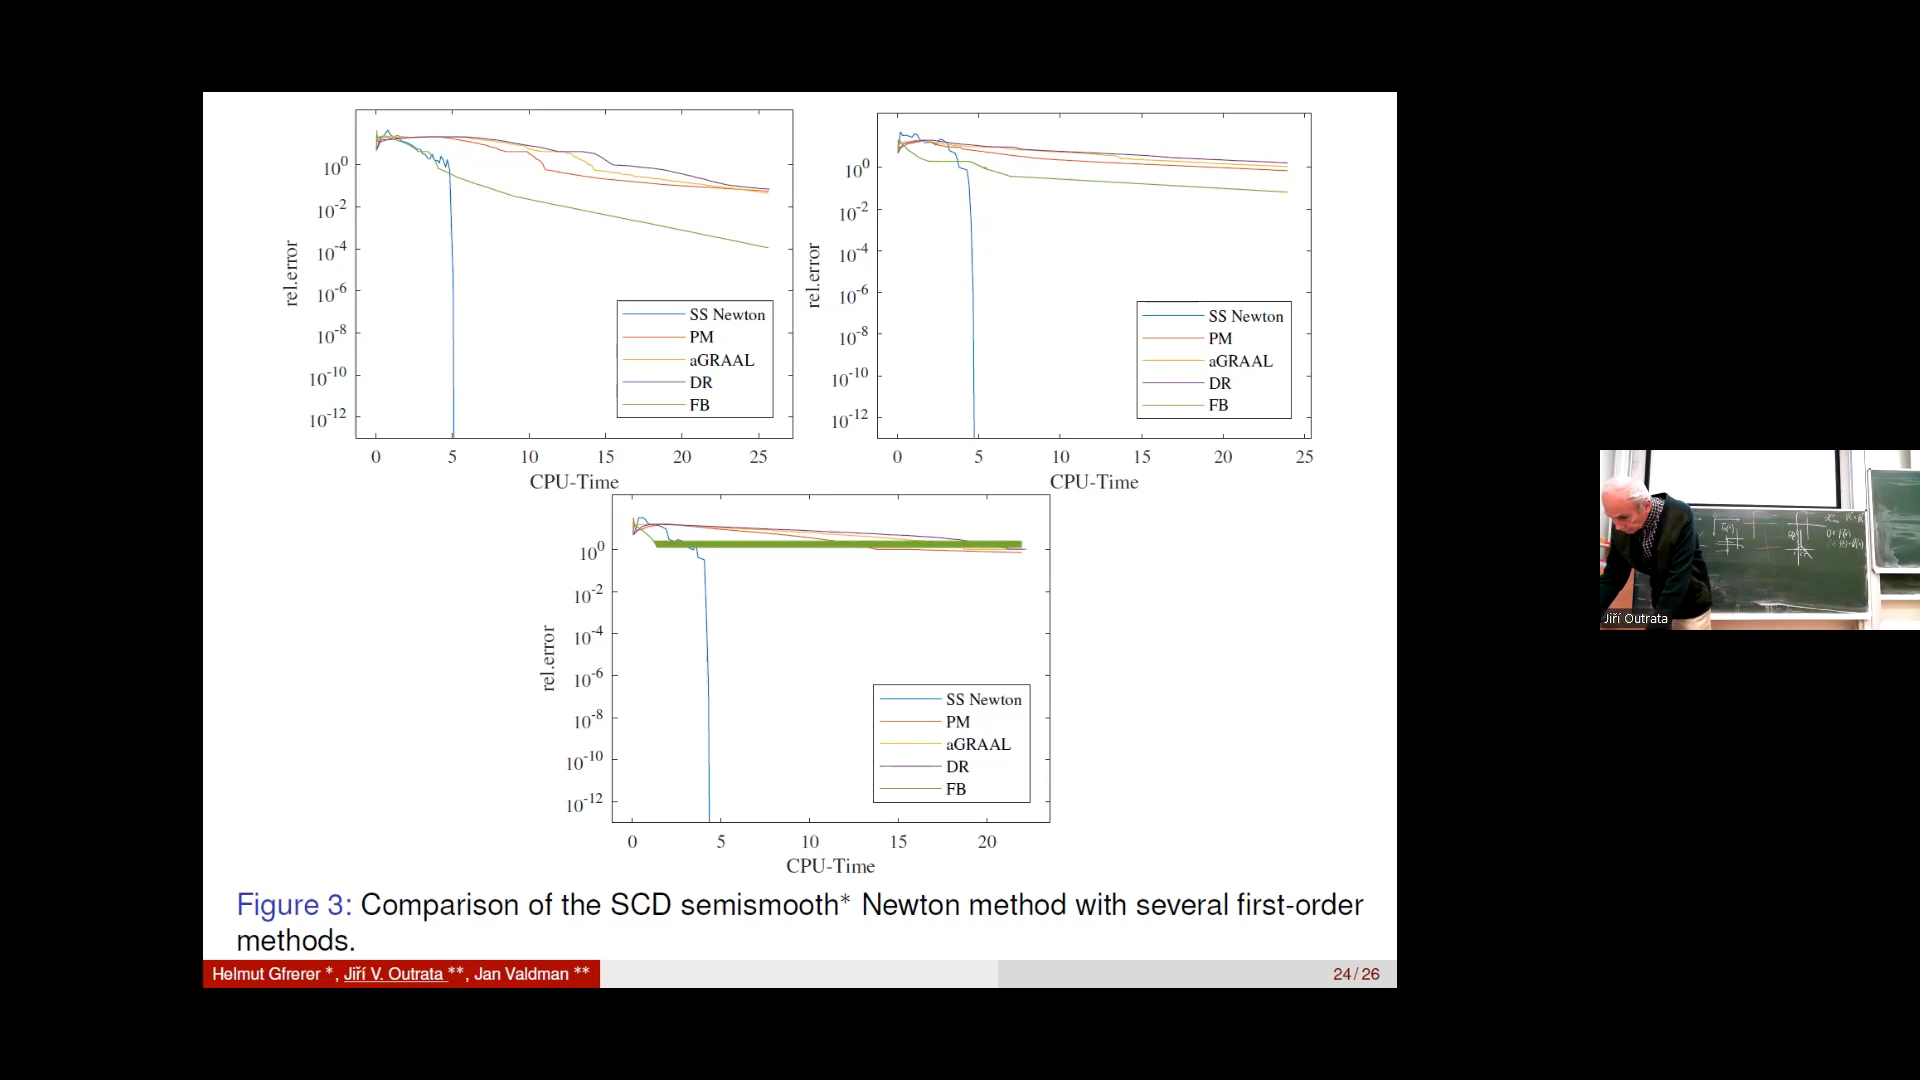 10^0
10^-2
10^-4
10^-6
10^-8
10^-10
10^-12
rel.error
0 5 10 15 20 25
CPU-Time
SS Newton
PM
aGRAAL
DR
FB
10^0
10^-2
10^-4
10^-6
10^-8
10^-10
10^-12
rel.error
0 5 10 15 20 25
CPU-Time
SS Newton
PM
aGRAAL
DR
FB
10^0
10^-2
10^-4
10^-6
10^-8
10^-10
10^-12
rel.error
0 5 10 15 20
CPU-Time
SS Newton
PM
aGRAAL
DR
FB
Figure 3: Comparison of the SCD semismooth* Newton method with several first-order
methods.
Helmut Gfrerer *, Jiří V. Outrata **, Jan Valdman **
24/26
Jiří Outrata